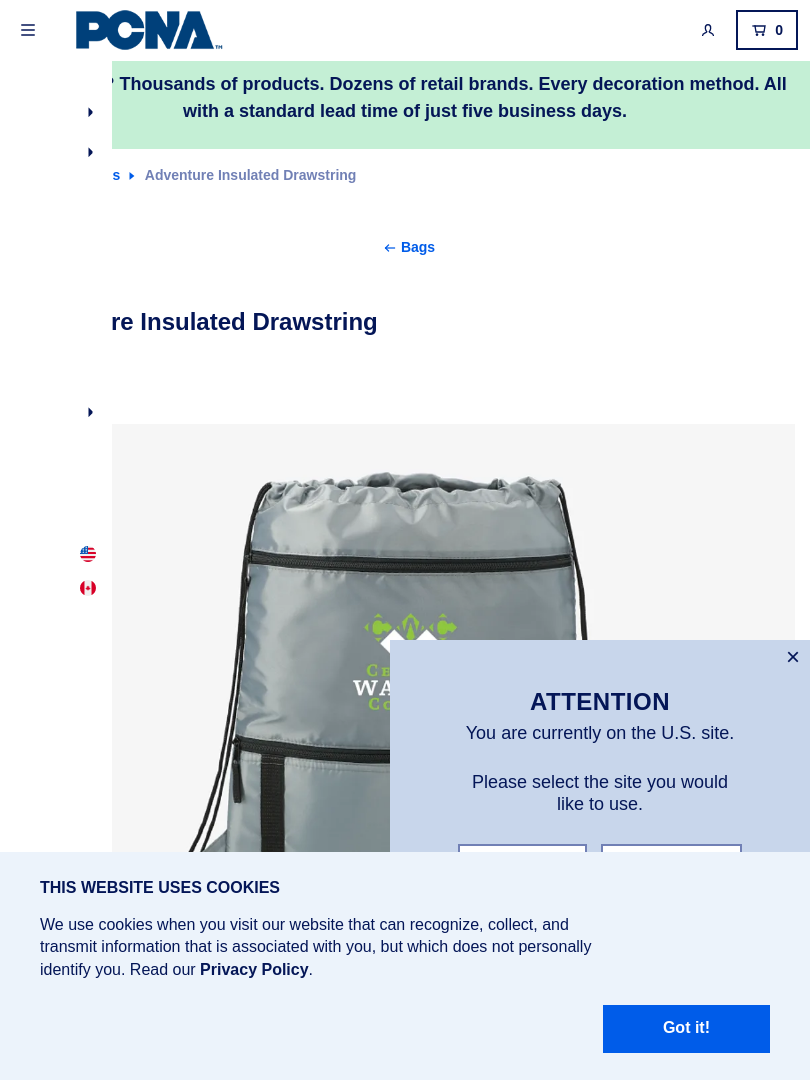 PCNA™
0
? Thousands of products. Dozens of retail brands. Every decoration method. All
with a standard lead time of just five business days.
s Adventure Insulated Drawstring
← Bags
re Insulated Drawstring
ATTENTION
You are currently on the U.S. site.
Please select the site you would
like to use.
THIS WEBSITE USES COOKIES
We use cookies when you visit our website that can recognize, collect, and
transmit information that is associated with you, but which does not personally
identify you. Read our Privacy Policy.
Got it!